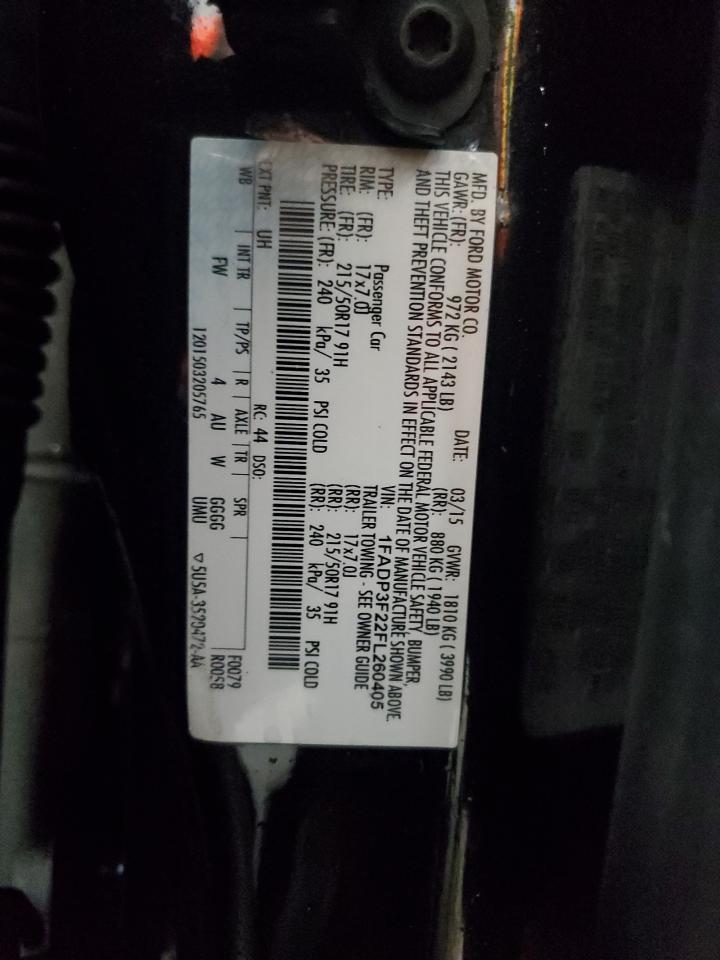 MFD. BY FORD MOTOR CO. DATE: 03/15 GVWR: 1810 KG ( 3990 LB)
GAWR: (FR): 972 KG ( 2143 LB) (RR): 880 KG ( 1940 LB)
THIS VEHICLE CONFORMS TO ALL APPLICABLE FEDERAL MOTOR VEHICLE SAFETY, BUMPER,
AND THEFT PREVENTION STANDARDS IN EFFECT ON THE DATE OF MANUFACTURE SHOWN ABOVE.
VIN: 1FADP3F22FL260405
TYPE: Passenger Car TRAILER TOWING - SEE OWNER GUIDE
RIM: (FR): 17x7.0J (RR): 17x7.0J
TIRE: (FR): 215/50R17 91H (RR): 215/50R17 91H
PRESSURE: (FR): 240 kPa/ 35 PSI COLD (RR): 240 kPa/ 35 PSI COLD
EXT PNT: UH RC: 44 DSO:
WB | INT TR | TP/PS | R | AXLE | TR | SPR | F0079
FW 4 AU W GGGG R0058
1201503205765 UMU ▽5U5A-3520472-AA